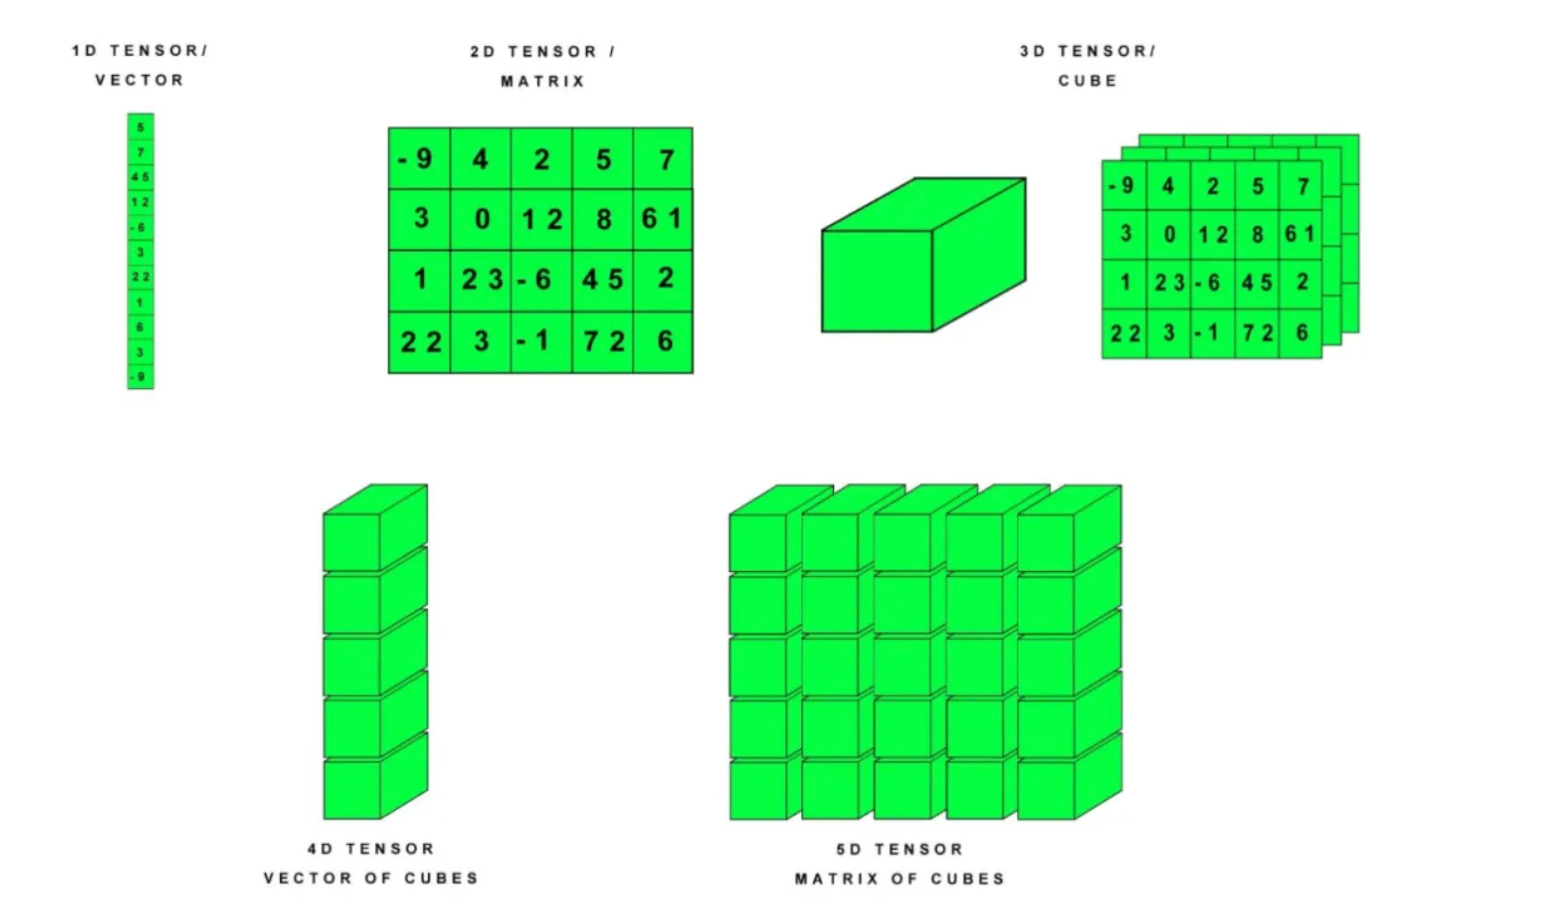 1D TENSOR/
VECTOR
5
7
45
12
-6
3
22
1
6
3
-9
2D TENSOR /
MATRIX
-9 4 2 5 7
3 0 12 8 61
1 23 -6 45 2
22 3 -1 72 6
3D TENSOR/
CUBE
-9 4 2 5 7
3 0 12 8 61
1 23 -6 45 2
22 3 -1 72 6
4D TENSOR
VECTOR OF CUBES
5D TENSOR
MATRIX OF CUBES